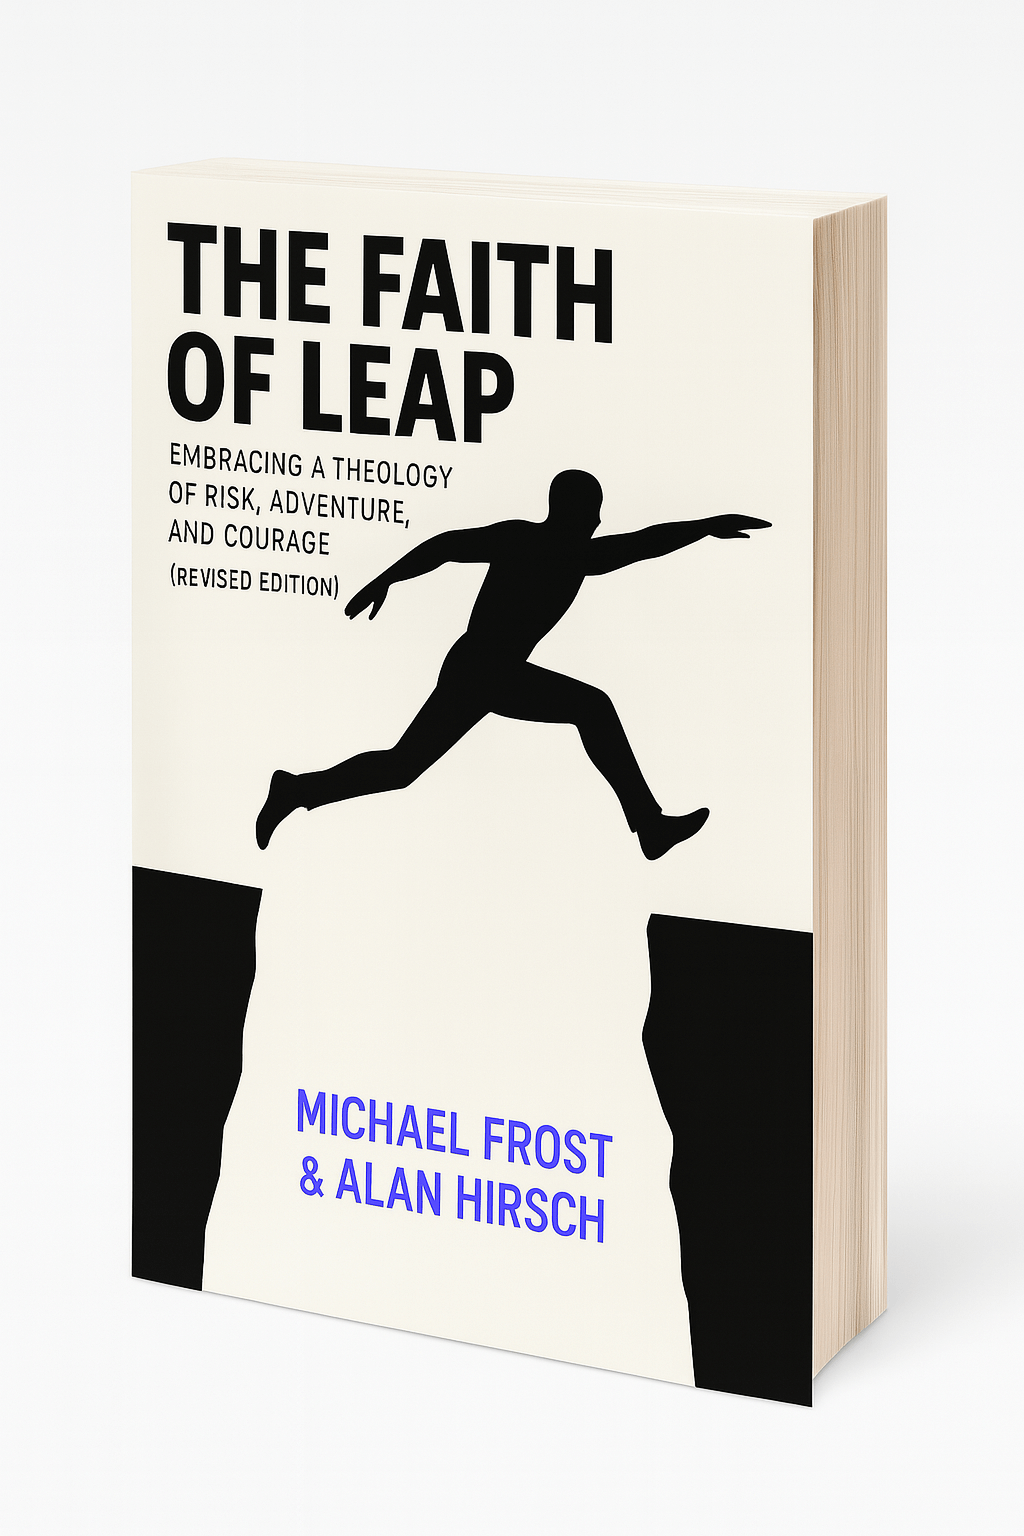 THE FAITH
OF LEAP
EMBRACING A THEOLOGY
OF RISK, ADVENTURE,
AND COURAGE
(REVISED EDITION)
MICHAEL FROST
& ALAN HIRSCH